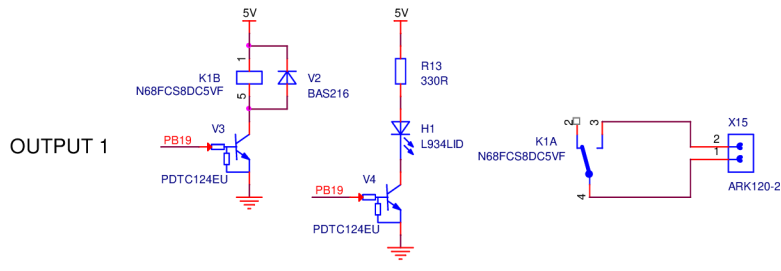 5V
5V
1
K1B
N68FCS8DC5VF
5
V2
BAS216
R13
330R
H1
L934LID
OUTPUT 1
PB19
V3
PDTC124EU
PB19
V4
PDTC124EU
2
3
K1A
N68FCS8DC5VF
4
X15
2
1
ARK120-2